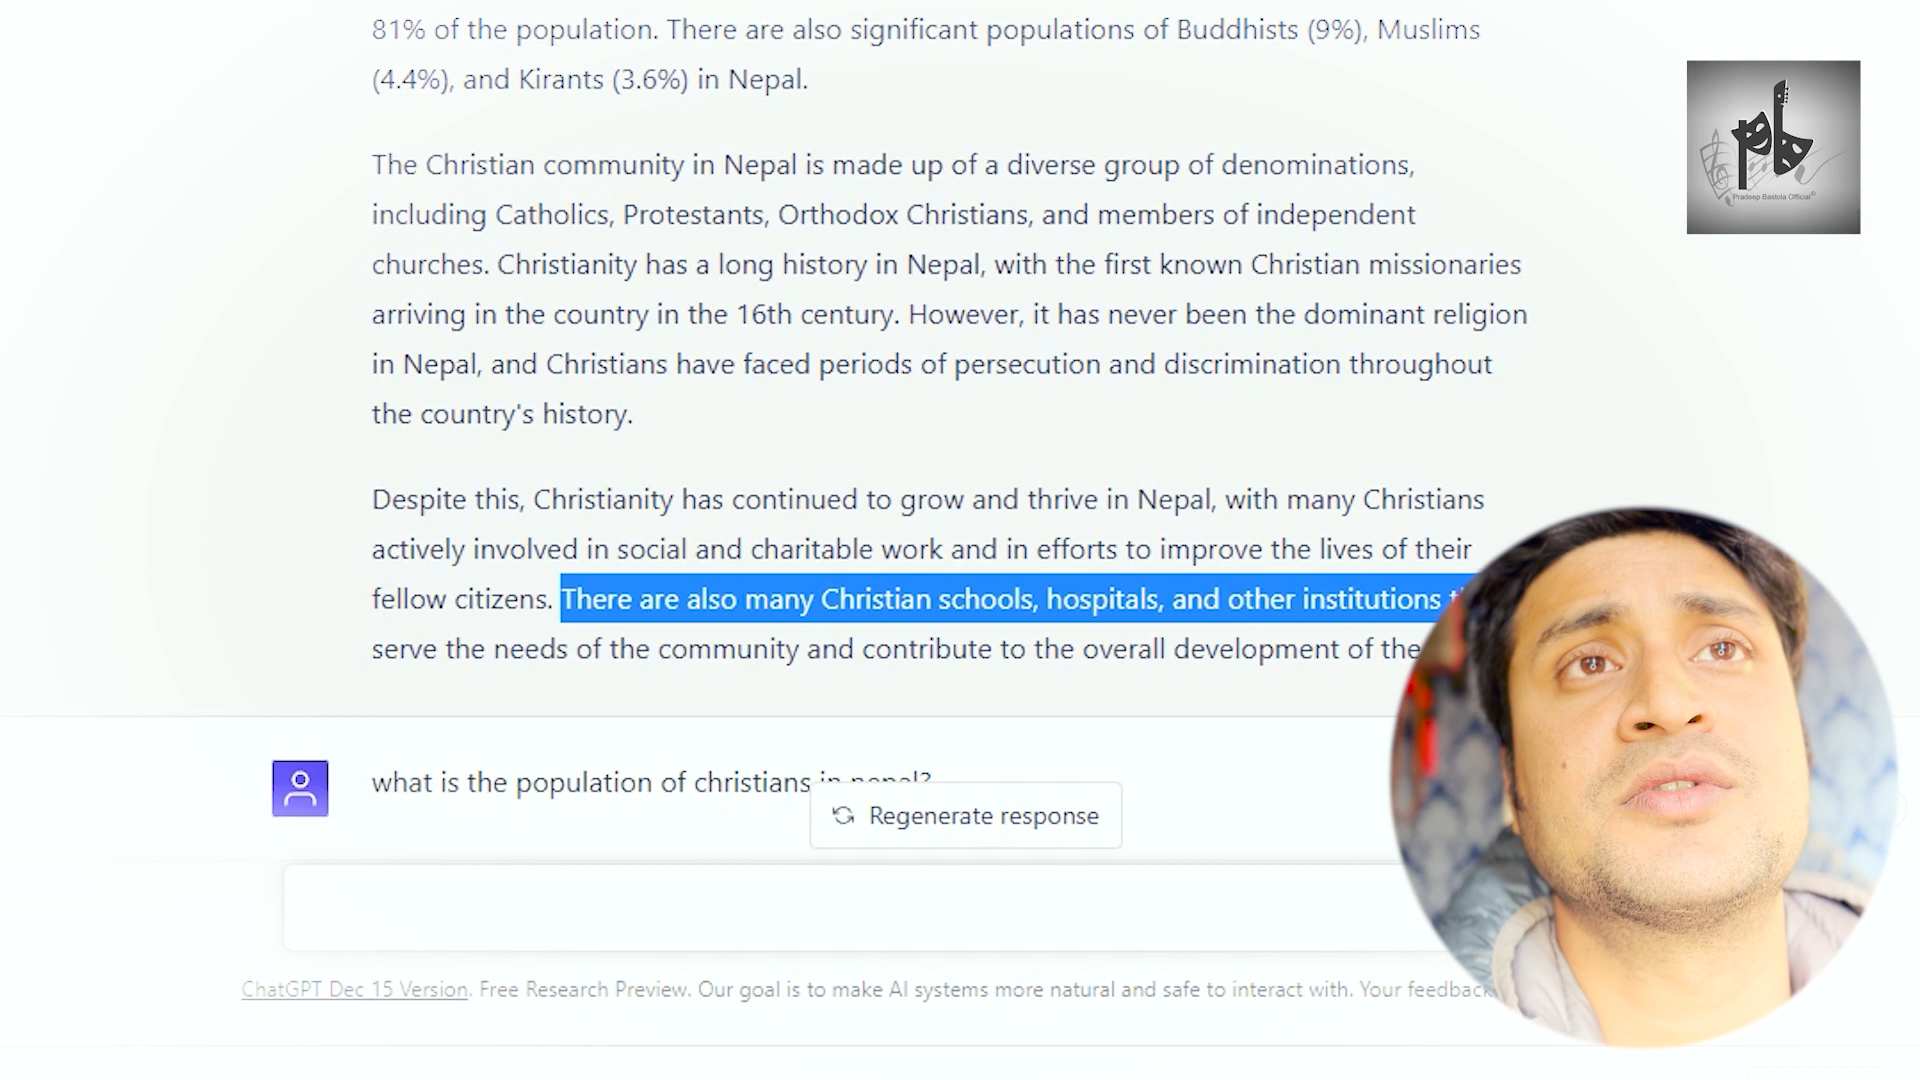 81% of the population. There are also significant populations of Buddhists (9%), Muslims
(4.4%), and Kirants (3.6%) in Nepal.
The Christian community in Nepal is made up of a diverse group of denominations,
including Catholics, Protestants, Orthodox Christians, and members of independent
churches. Christianity has a long history in Nepal, with the first known Christian missionaries
arriving in the country in the 16th century. However, it has never been the dominant religion
in Nepal, and Christians have faced periods of persecution and discrimination throughout
the country's history.
Despite this, Christianity has continued to grow and thrive in Nepal, with many Christians
actively involved in social and charitable work and in efforts to improve the lives of their
fellow citizens. There are also many Christian schools, hospitals, and other institutions
serve the needs of the community and contribute to the overall development of the
what is the population of christians in nepal?
Regenerate response
ChatGPT Dec 15 Version. Free Research Preview. Our goal is to make AI systems more natural and safe to interact with. Your feedback
pb
Pradeep Bastola Official©